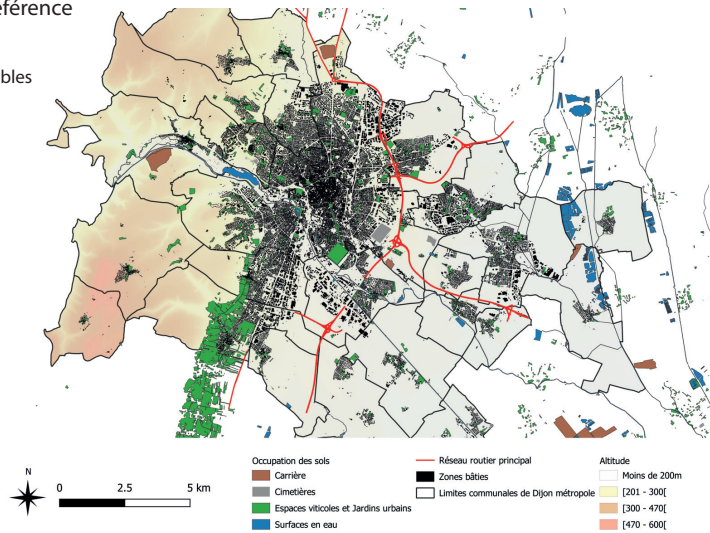 éférence
bles
N
0 2.5 5 km
Occupation des sols
Carrière
Cimetières
Espaces viticoles et Jardins urbains
Surfaces en eau
Réseau routier principal
Zones bâties
Limites communales de Dijon métropole
Altitude
Moins de 200m
[201 - 300[
[300 - 470[
[470 - 600[